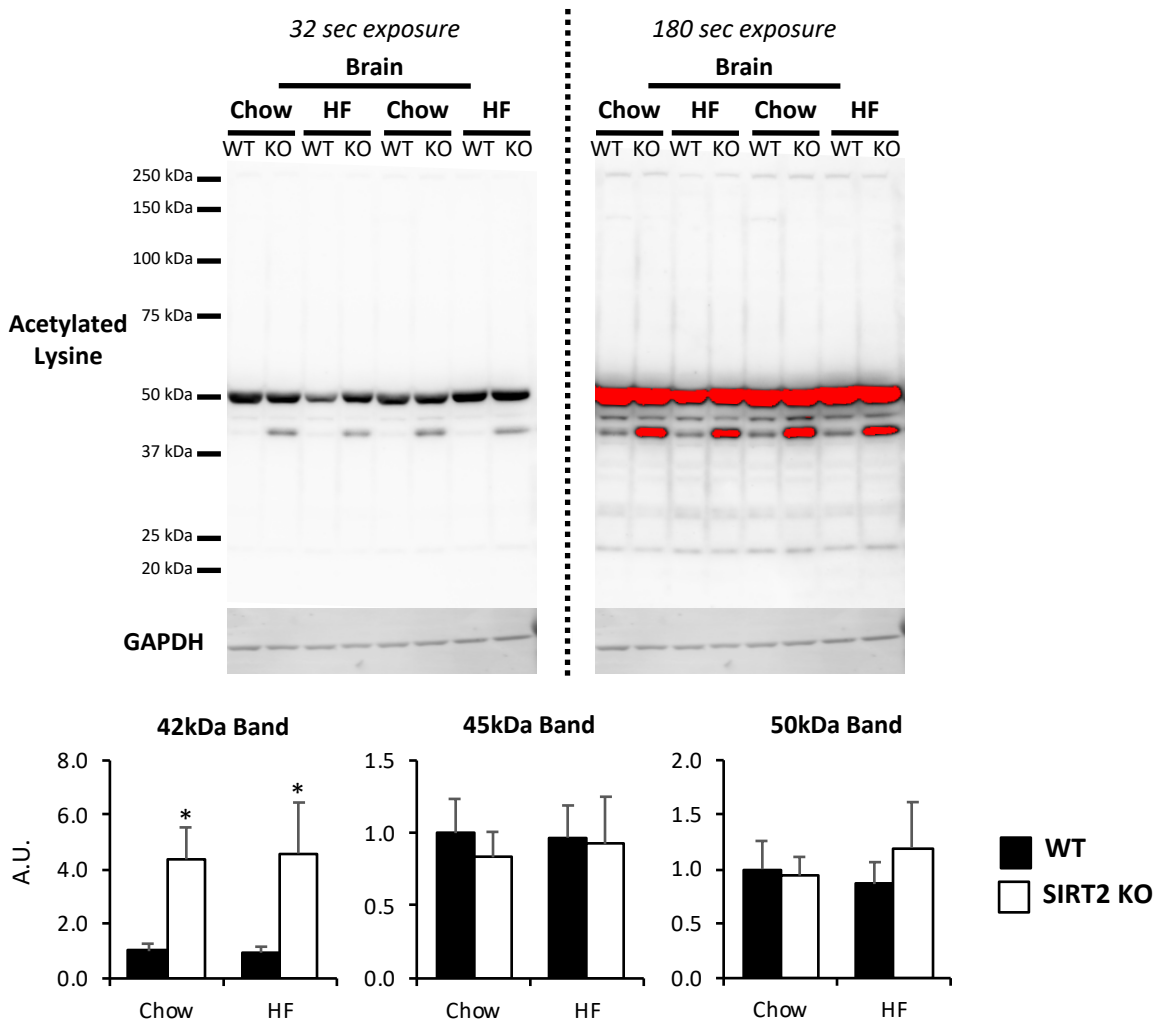 32 sec exposure
180 sec exposure
Brain
Brain
Chow HF Chow HF
Chow HF Chow HF
WT KO WT KO WT KO WT KO
WT KO WT KO WT KO WT KO
250 kDa
150 kDa
100 kDa
75 kDa
Acetylated
Lysine
50 kDa
37 kDa
25 kDa
20 kDa
GAPDH
42kDa Band
45kDa Band
50kDa Band
A.U.
8.0
6.0
4.0
2.0
0.0
*
*
Chow HF
1.5
1.0
0.5
0.0
Chow HF
2.0
1.5
1.0
0.5
0.0
Chow HF
WT
SIRT2 KO